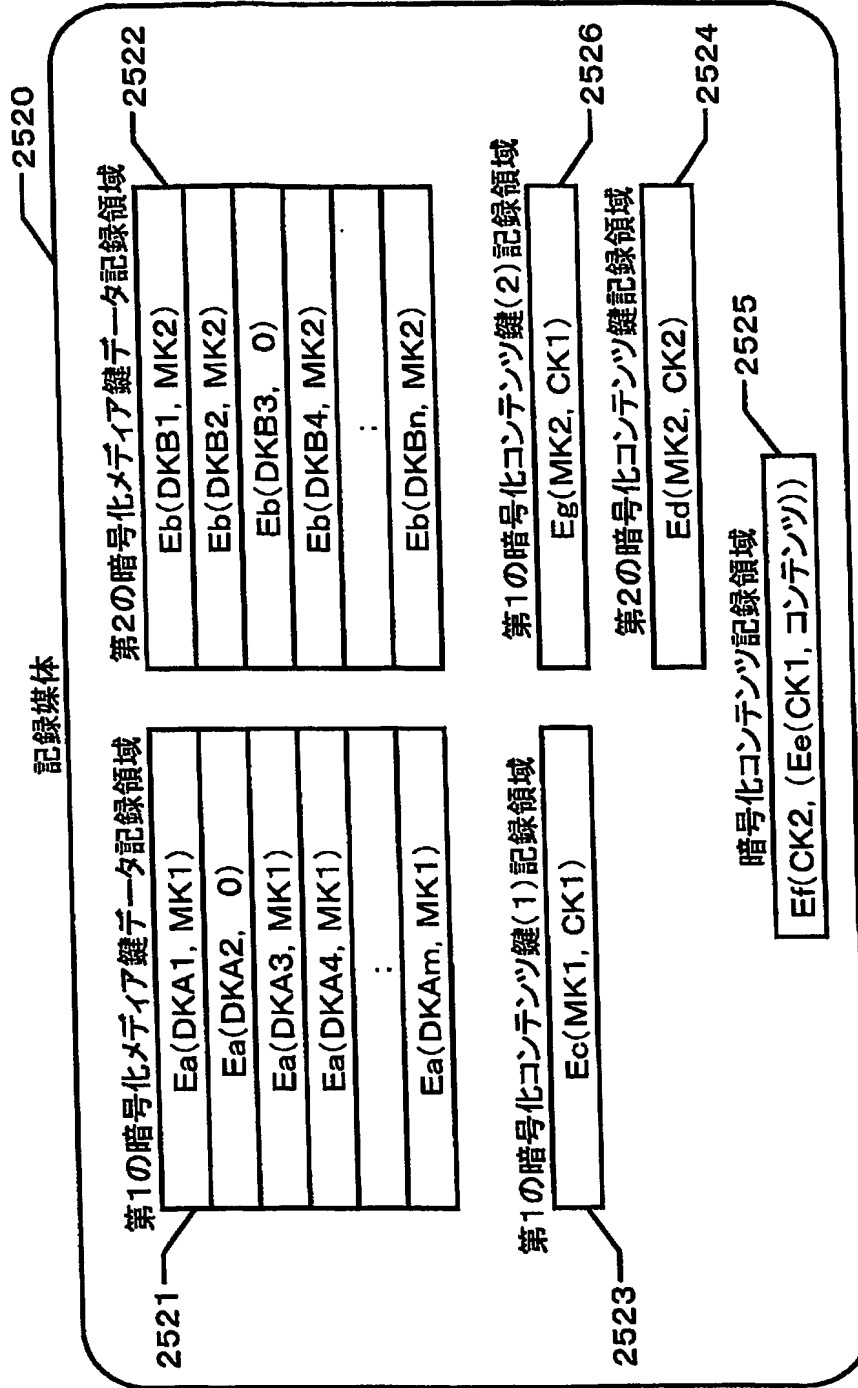 記録媒体
2520
第1の暗号化メディア鍵データ記録領域
2521
Ea(DKA1, MK1)
Ea(DKA2, 0)
Ea(DKA3, MK1)
Ea(DKA4, MK1)
:
Ea(DKAm, MK1)
第2の暗号化メディア鍵データ記録領域
2522
Eb(DKB1, MK2)
Eb(DKB2, MK2)
Eb(DKB3, 0)
Eb(DKB4, MK2)
:
Eb(DKBn, MK2)
第1の暗号化コンテンツ鍵(1)記録領域
2523
Ec(MK1, CK1)
第1の暗号化コンテンツ鍵(2)記録領域
2526
Eg(MK2, CK1)
第2の暗号化コンテンツ鍵記録領域
2524
Ed(MK2, CK2)
暗号化コンテンツ記録領域
2525
Ef(CK2, (Ee(CK1, コンテンツ))